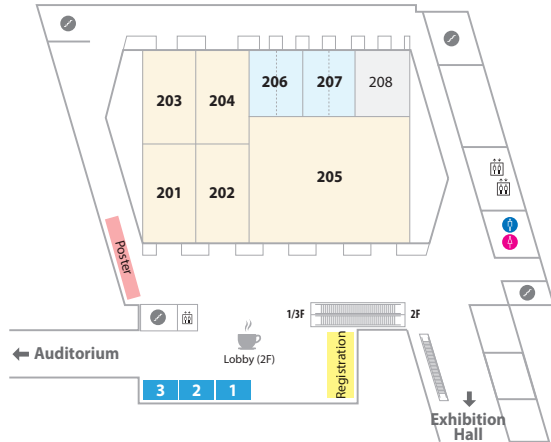 206
207
208
203
204
205
201
202
Poster
1/3F
2F
Lobby (2F)
Registration
← Auditorium
3
2
1
Exhibition
Hall